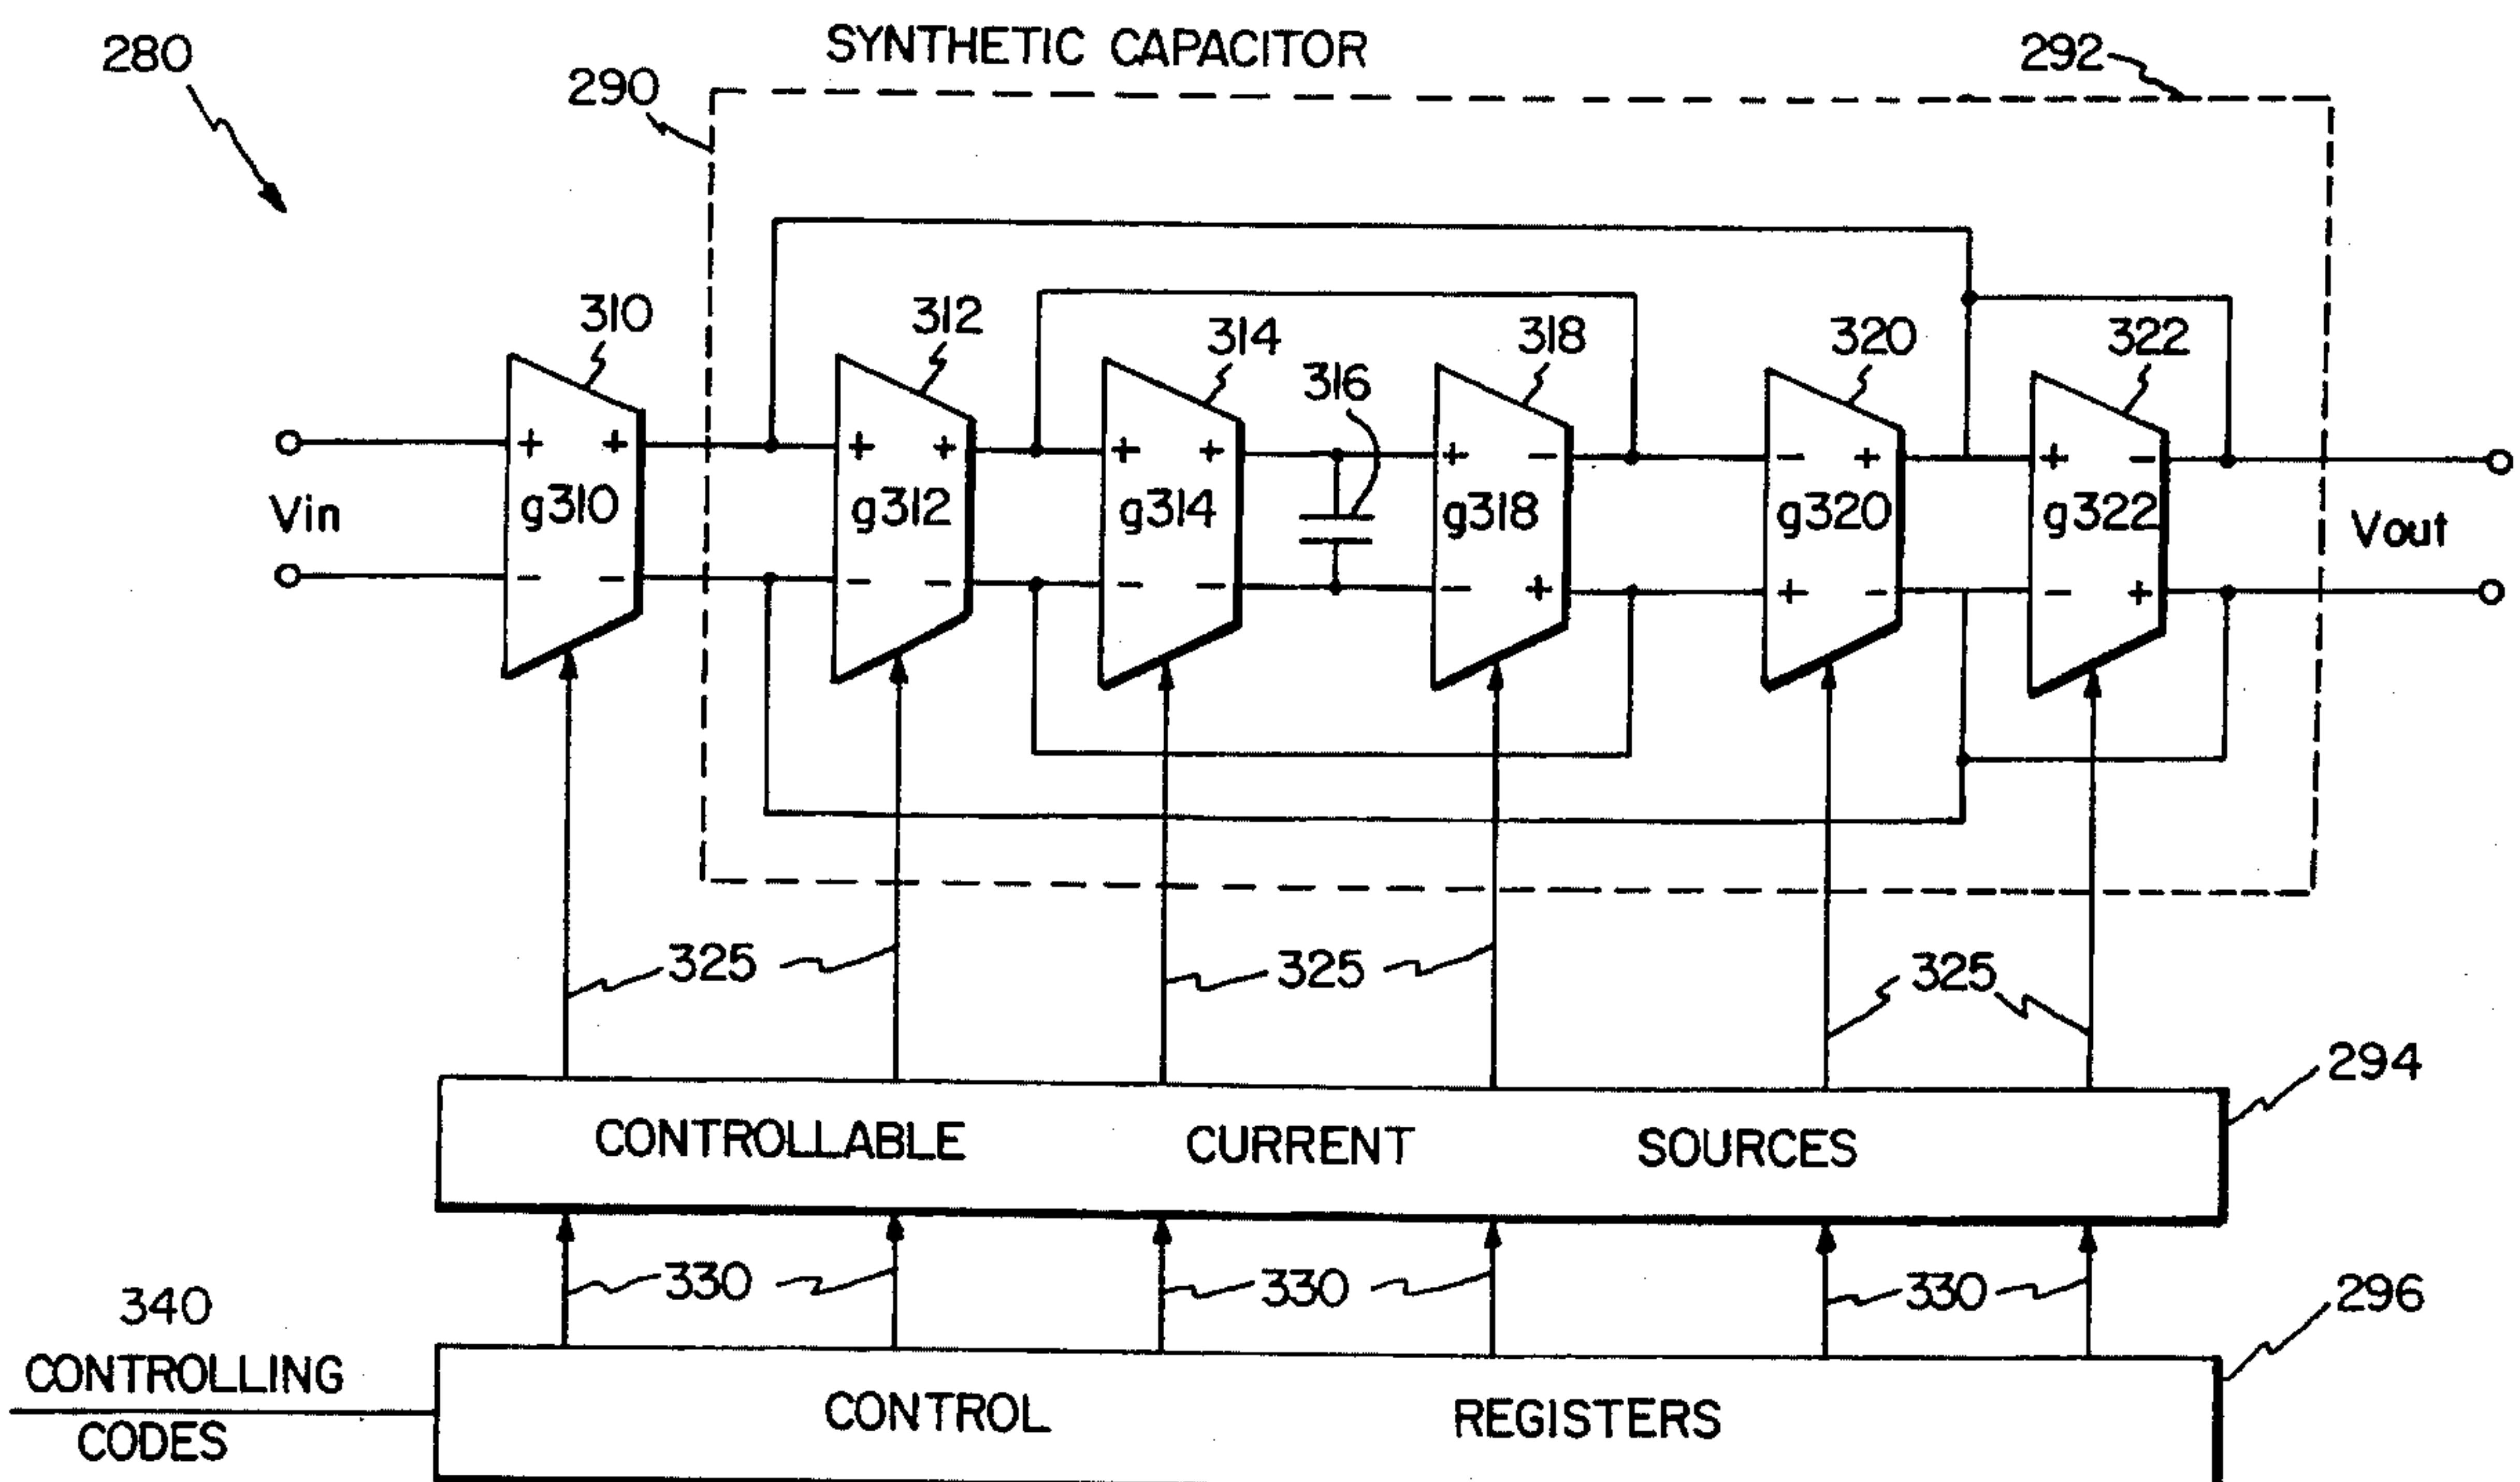 SYNTHETIC CAPACITOR
280
290
292
310
312
314
316
318
320
322
+ + + + + + + - - + + -
Vin
g310
g312
g314
g318
g320
g322
Vout
- - - - - - - + + - - +
325
325
325
294
CONTROLLABLE CURRENT SOURCES
330
330
330
296
340
CONTROLLING
CODES
CONTROL REGISTERS